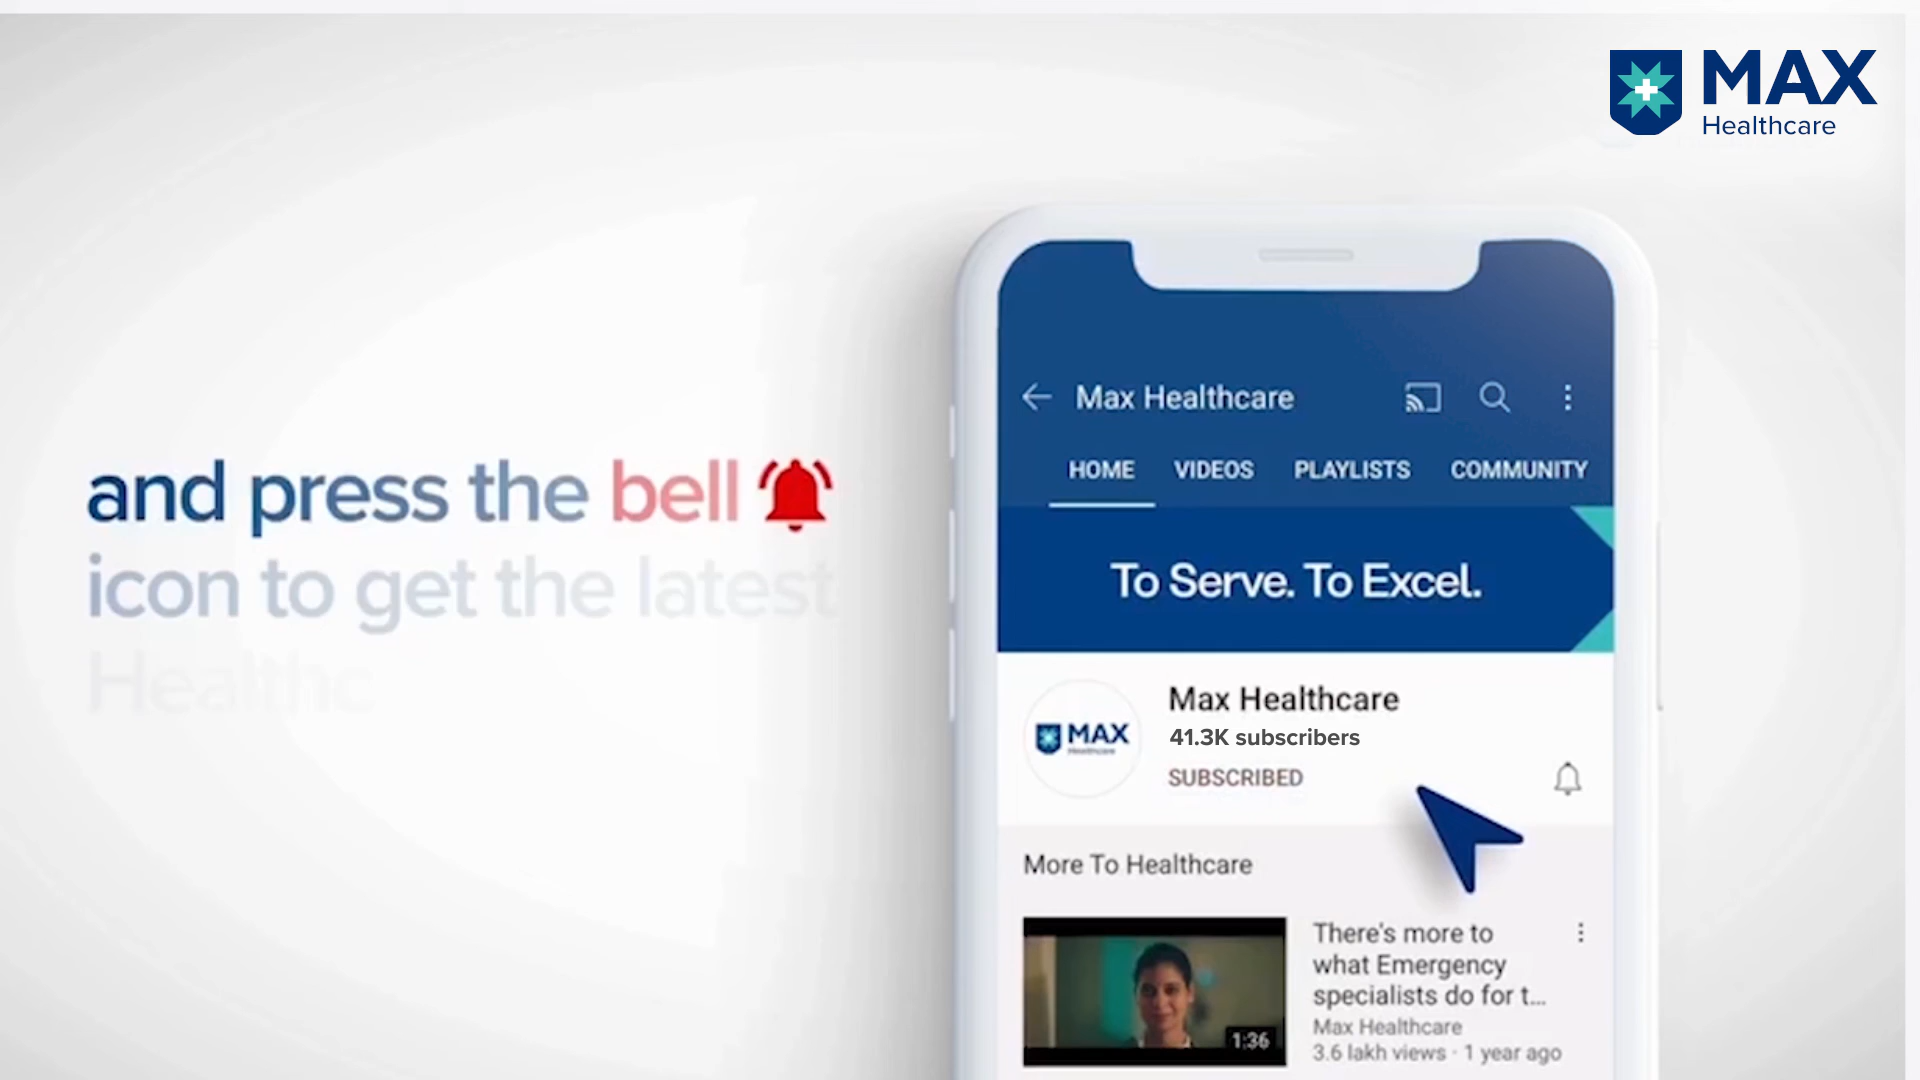 MAX
Healthcare
and press the bell
icon to get the latest
Healthc
Max Healthcare
HOME VIDEOS PLAYLISTS COMMUNITY
To Serve. To Excel.
MAX
Healthcare
Max Healthcare
41.3K subscribers
SUBSCRIBED
More To Healthcare
There's more to
what Emergency
specialists do for t...
1:36
Max Healthcare
3.6 lakh views · 1 year ago